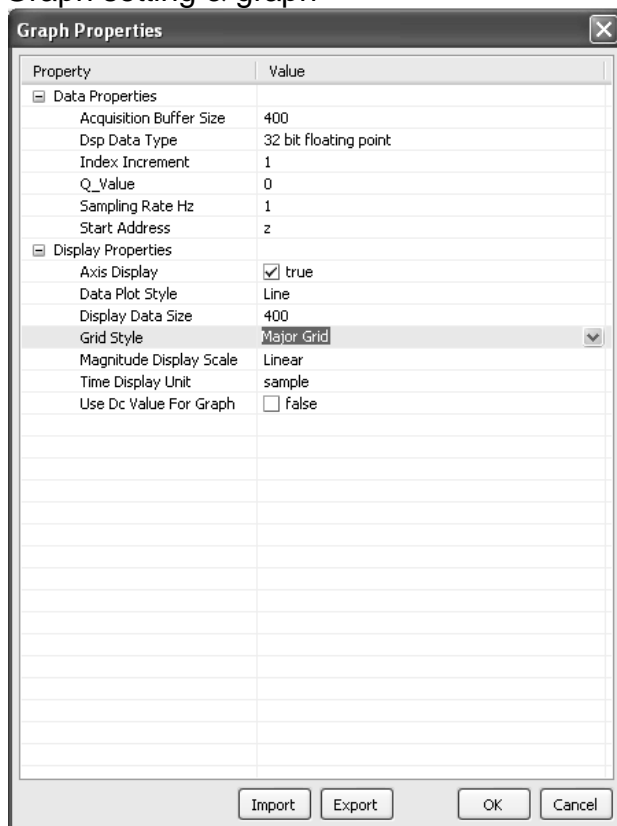 Graph setting & graph
Graph Properties
Property Value
Data Properties
Acquisition Buffer Size 400
Dsp Data Type 32 bit floating point
Index Increment 1
Q_Value 0
Sampling Rate Hz 1
Start Address z
Display Properties
Axis Display true
Data Plot Style Line
Display Data Size 400
Grid Style Major Grid
Magnitude Display Scale Linear
Time Display Unit sample
Use Dc Value For Graph false
Import Export OK Cancel